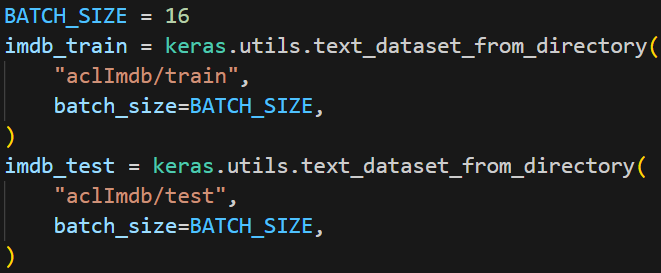 BATCH_SIZE = 16
imdb_train = keras.utils.text_dataset_from_directory(
    "aclImdb/train",
    batch_size=BATCH_SIZE,
)
imdb_test = keras.utils.text_dataset_from_directory(
    "aclImdb/test",
    batch_size=BATCH_SIZE,
)